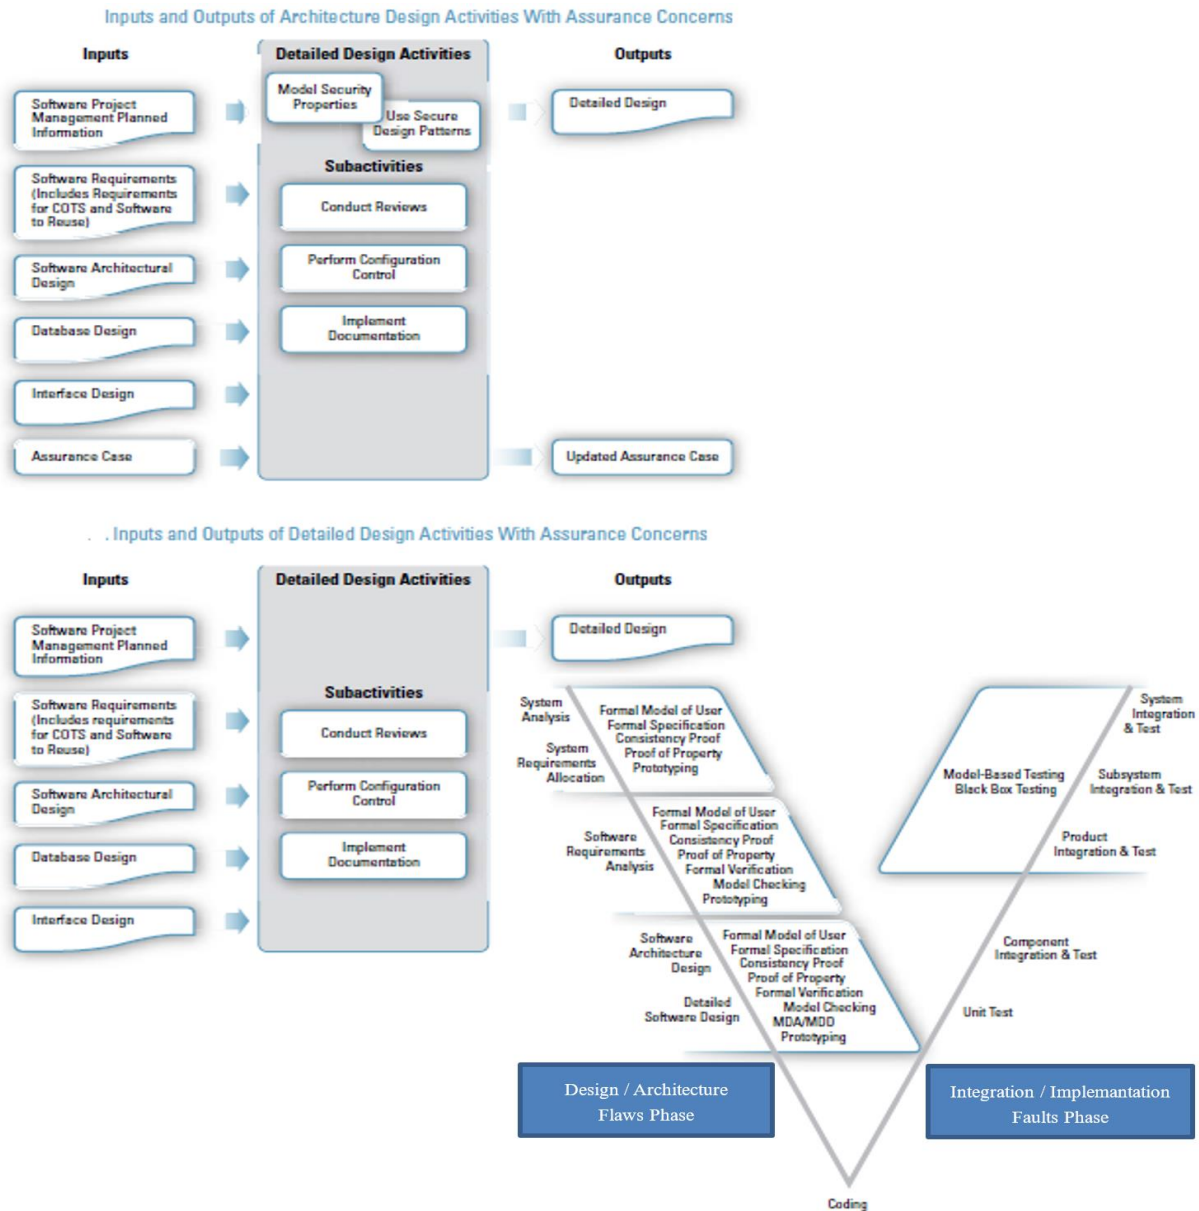 Inputs and Outputs of Architecture Design Activities With Assurance Concerns
Inputs
Detailed Design Activities
Outputs
Software Project
Management Planned
Information
Model Security
Properties
Use Secure
Design Patterns
Detailed Design
Software Requirements
(Includes Requirements
for COTS and Software
to Reuse)
Subactivities
Conduct Reviews
Software Architectural
Design
Perform Configuration
Control
Database Design
Implement
Documentation
Interface Design
Assurance Case
Updated Assurance Case
. . Inputs and Outputs of Detailed Design Activities With Assurance Concerns
Inputs
Detailed Design Activities
Outputs
Software Project
Management Planned
Information
Detailed Design
Software Requirements
(Includes requirements
for COTS and Software
to Reuse)
Subactivities
Conduct Reviews
Software Architectural
Design
Perform Configuration
Control
Database Design
Implement
Documentation
Interface Design
System
Analysis
System
Requirements
Allocation
Formal Model of User
Formal Specification
Consistency Proof
Proof of Property
Prototyping
Software
Requirements
Analysis
Formal Model of User
Formal Specification
Consistency Proof
Proof of Property
Formal Verification
Model Checking
Prototyping
Software
Architecture
Design
Detailed
Software Design
Formal Model of User
Formal Specification
Consistency Proof
Proof of Property
Formal Verification
Model Checking
MDA/MDD
Prototyping
Model-Based Testing
Black Box Testing
System
Integration
& Test
Subsystem
Integration & Test
Product
Integration & Test
Component
Integration & Test
Unit Test
Design / Architecture
Flaws Phase
Integration / Implemantation
Faults Phase
Coding